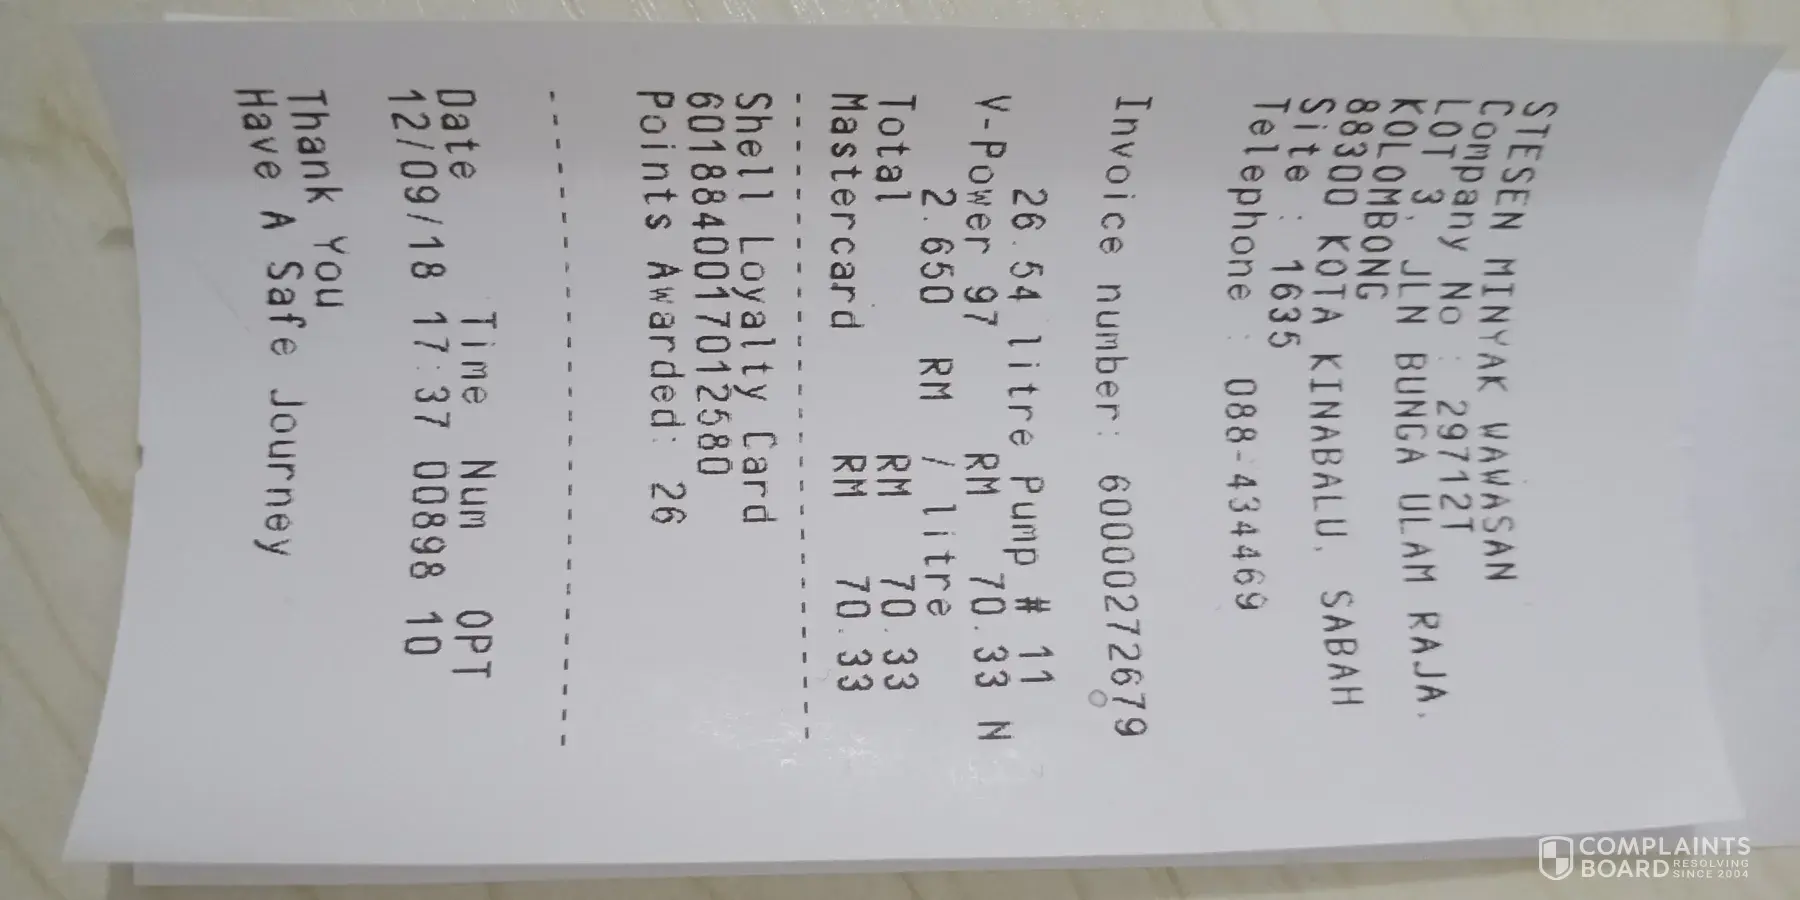 STESEN MINYAK WAWASAN
Company No : 29712T
LOT 3, JLN BUNGA ULAM RAJA,
KOLOMBONG
88300 KOTA KINABALU, SABAH
Site : 1635
Telephone : 088-434469
Invoice number: 60000272679
26.54 litre Pump # 11
V-Power 97 RM 70.33 N
2.650 RM / litre
Total RM 70.33
Mastercard RM 70.33
Shell Loyalty Card
6018840017012580
Points Awarded: 26
Date Time Num OPT
12/09/18 17:37 00898 10
Thank You
Have A Safe Journey
COMPLAINTS
BOARD RESOLVING
SINCE 2004